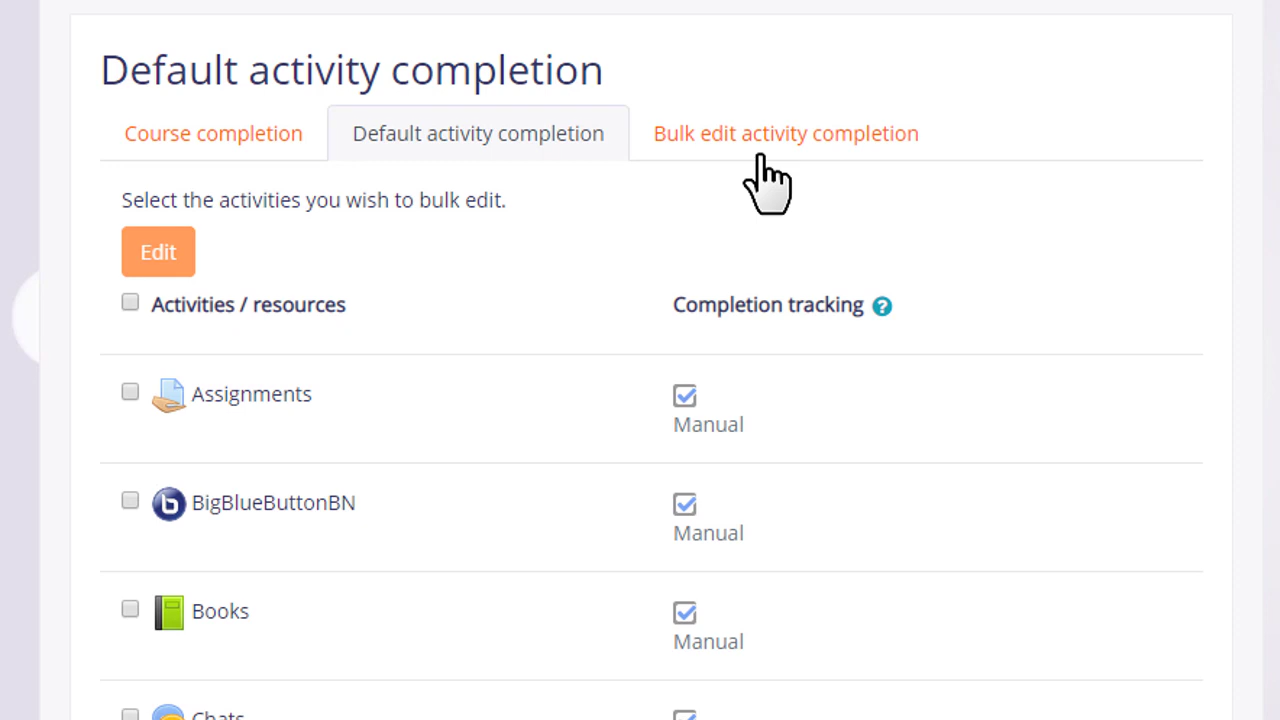 Default activity completion
Course completion
Default activity completion
Bulk edit activity completion
Select the activities you wish to bulk edit.
Edit
Activities / resources
Completion tracking ?
Assignments
Manual
BigBlueButtonBN
Manual
Books
Manual
Chats